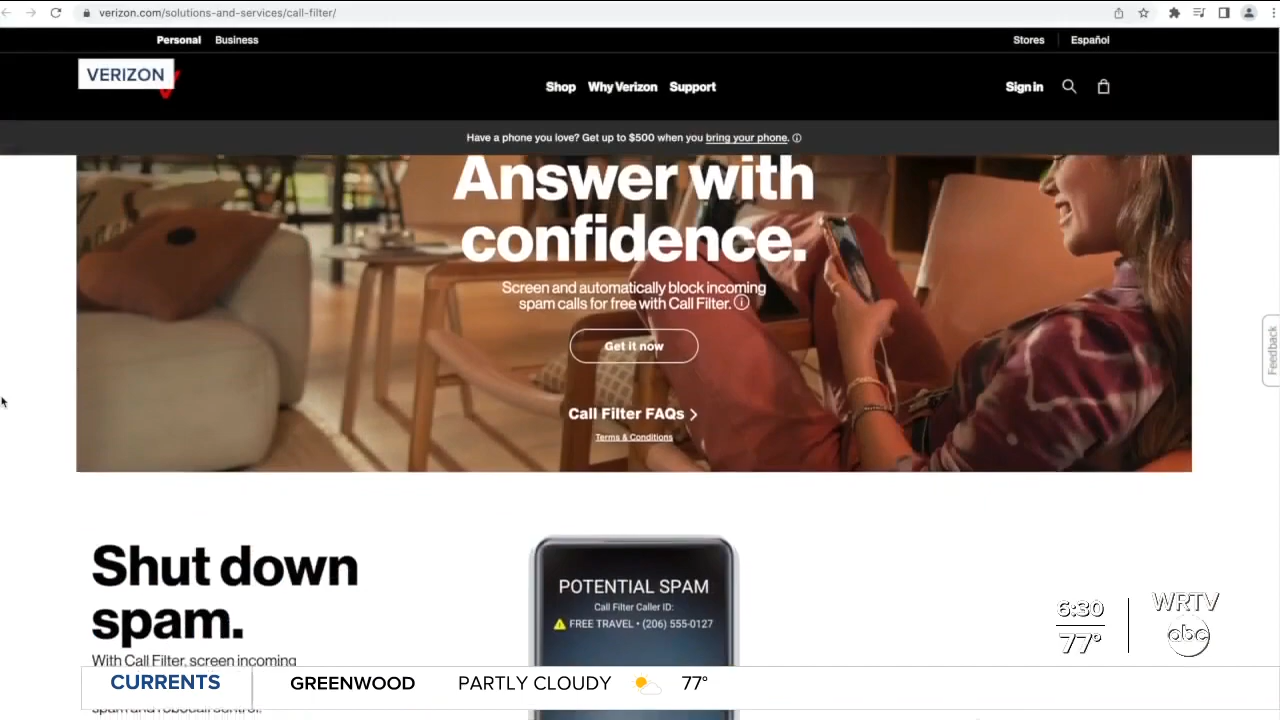 verizon.com/solutions-and-services/call-filter/
Personal Business
Stores Español
VERIZON
Shop Why Verizon Support
Sign in
Have a phone you love? Get up to $500 when you bring your phone.
Answer with
confidence.
Screen and automatically block incoming
spam calls for free with Call Filter.
Get it now
Call Filter FAQs
Terms & Conditions
Feedback
Shut down
spam.
With Call Filter, screen incoming
spam and robocall control.
POTENTIAL SPAM
Call Filter Caller ID:
FREE TRAVEL • (206) 555-0127
6:30
77°
WRTV
abc
CURRENTS GREENWOOD PARTLY CLOUDY 77°